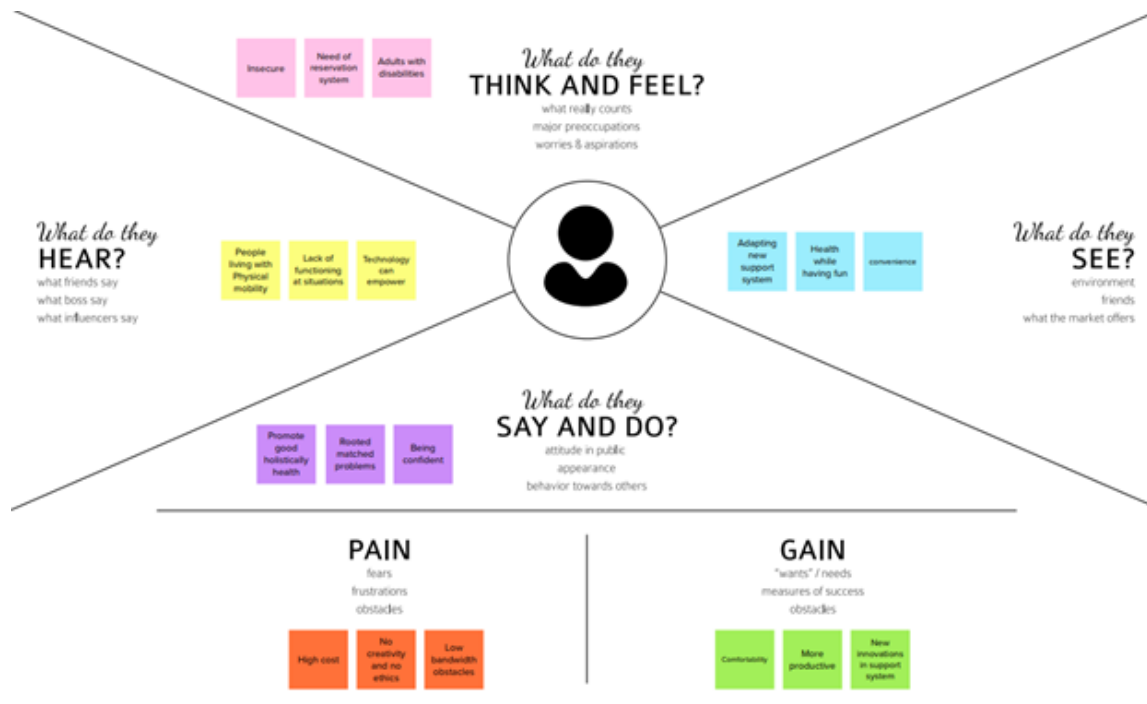 What do they
THINK AND FEEL?
what really counts
major preoccupations
worries & aspirations
Insecure
Need of
reservation
system
Adults with
disabilities
What do they
HEAR?
what friends say
what boss say
what influencers say
People
living with
Physical
mobility
Lack of
functioning
at situations
Technology
can
empower
Adapting
new
support
system
Health
while
having fun
convenience
What do they
SEE?
environment
friends
what the market offers
What do they
SAY AND DO?
attitude in public
appearance
behavior towards others
Promote
good
holistically
health
Rooted
matched
problems
Being
confident
PAIN
fears
frustrations
obstacles
High cost
No
creativity
and no
ethics
Low
bandwidth
obstacles
GAIN
"wants" / needs
measures of success
obstacles
Comfortability
More
productive
New
innovations
in support
system